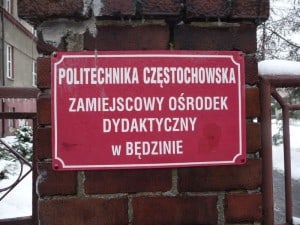 POLITECHNIKA CZĘSTOCHOWSKA
ZAMIEJSCOWY OŚRODEK
DYDAKTYCZNY
w BĘDZINIE